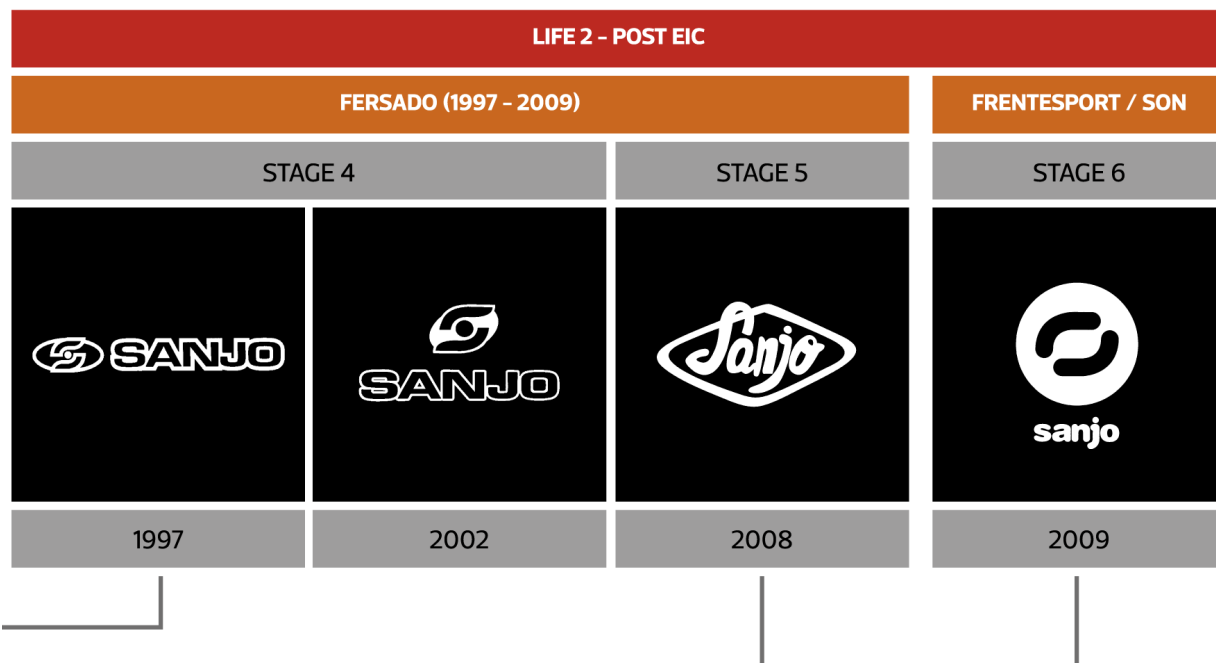 LIFE 2 – POST EIC
FERSADO (1997 – 2009)
FRENTESPORT / SON
STAGE 4
STAGE 5
STAGE 6
SANJO
SANJO
Sanjo
sanjo
1997
2002
2008
2009